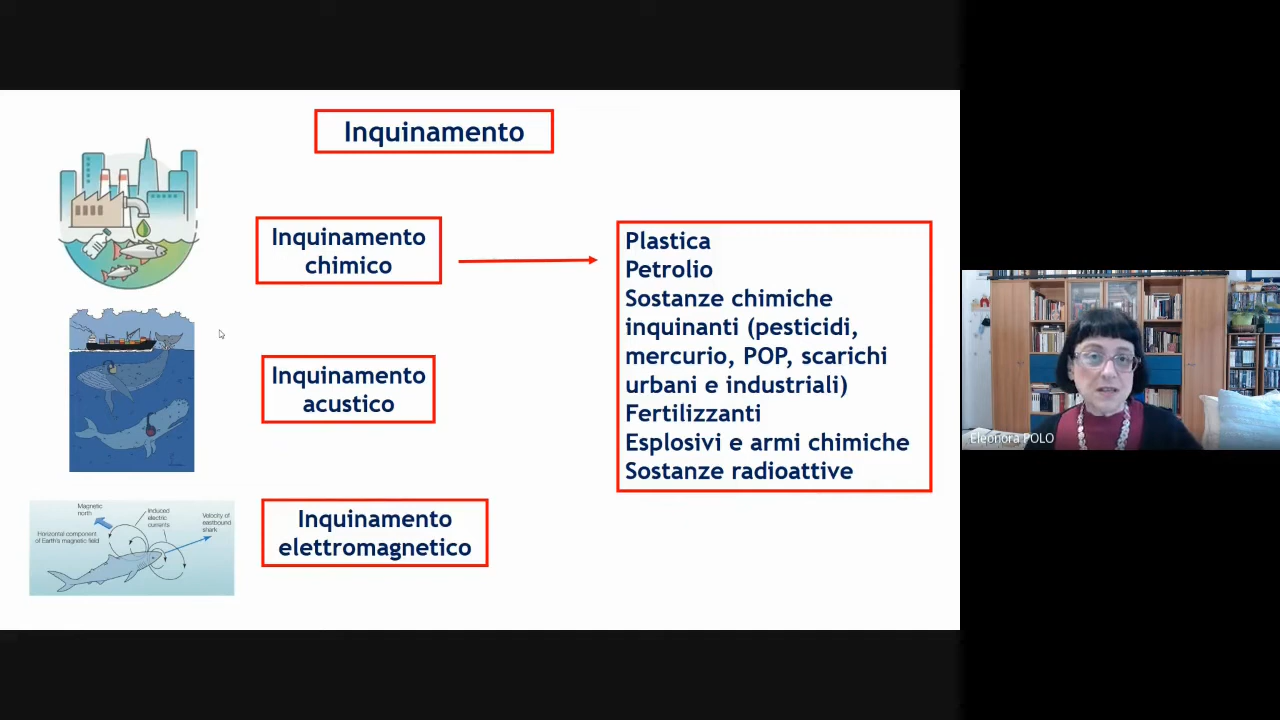 Inquinamento
Inquinamento
chimico
Plastica
Petrolio
Sostanze chimiche
inquinanti (pesticidi,
mercurio, POP, scarichi
urbani e industriali)
Fertilizzanti
Esplosivi e armi chimiche
Sostanze radioattive
Inquinamento
acustico
Inquinamento
elettromagnetico
Magnetic
north
Induced
electric
currents
Velocity of
eastbound
shark
Horizontal component
of Earth's magnetic field
Eleonora POLO